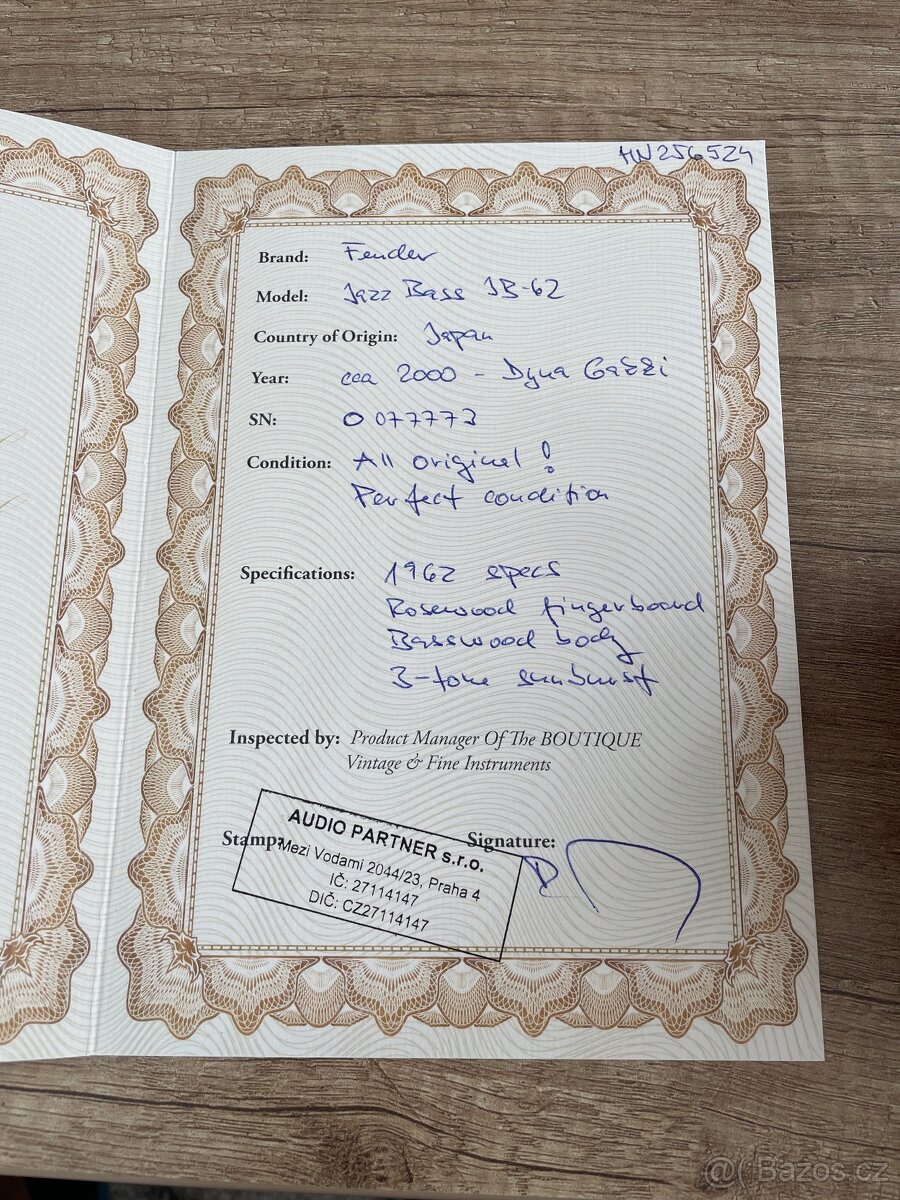 HN256524
Brand: Fender
Model: Jazz Bass JB-62
Country of Origin: Japan
Year: cca 2000 - Dyna Gakki
SN: O077773
Condition: All original!
Perfect condition
Specifications: 1962 specs
Rosewood fingerboard
Basswood body
3-tone sunburst
Inspected by: Product Manager Of The BOUTIQUE
Vintage & Fine Instruments
Stamp:
Signature:
AUDIO PARTNER s.r.o.
Mezi Vodami 2044/23, Praha 4
IČ: 27114147
DIČ: CZ27114147
@( Bazos.cz